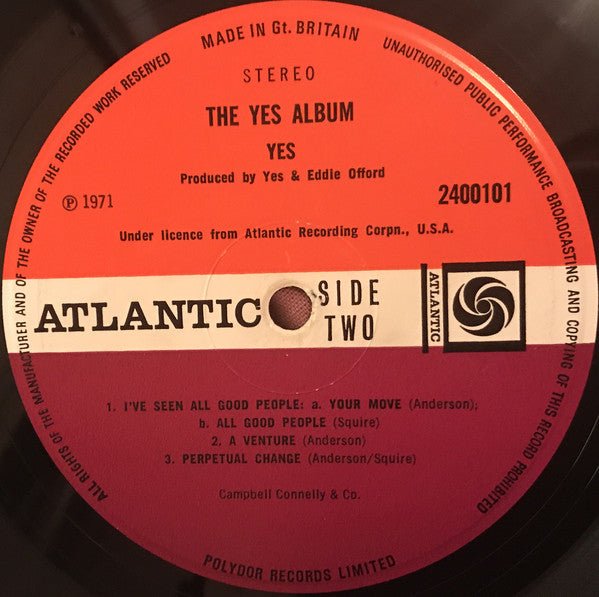 MADE IN Gt. BRITAIN
UNAUTHORISED PUBLIC PERFORMANCE BROADCASTING AND COPYING OF THIS RECORD PROHIBITED
ALL RIGHTS OF THE MANUFACTURER AND OF THE OWNER OF THE RECORDED WORK RESERVED
STEREO
THE YES ALBUM
YES
Produced by Yes & Eddie Offord
℗ 1971
2400101
Under licence from Atlantic Recording Corpn., U.S.A.
ATLANTIC
SIDE
TWO
ATLANTIC
1. I'VE SEEN ALL GOOD PEOPLE: a. YOUR MOVE (Anderson);
b. ALL GOOD PEOPLE (Squire)
2. A VENTURE (Anderson)
3. PERPETUAL CHANGE (Anderson/Squire)
Campbell Connelly & Co.
POLYDOR RECORDS LIMITED